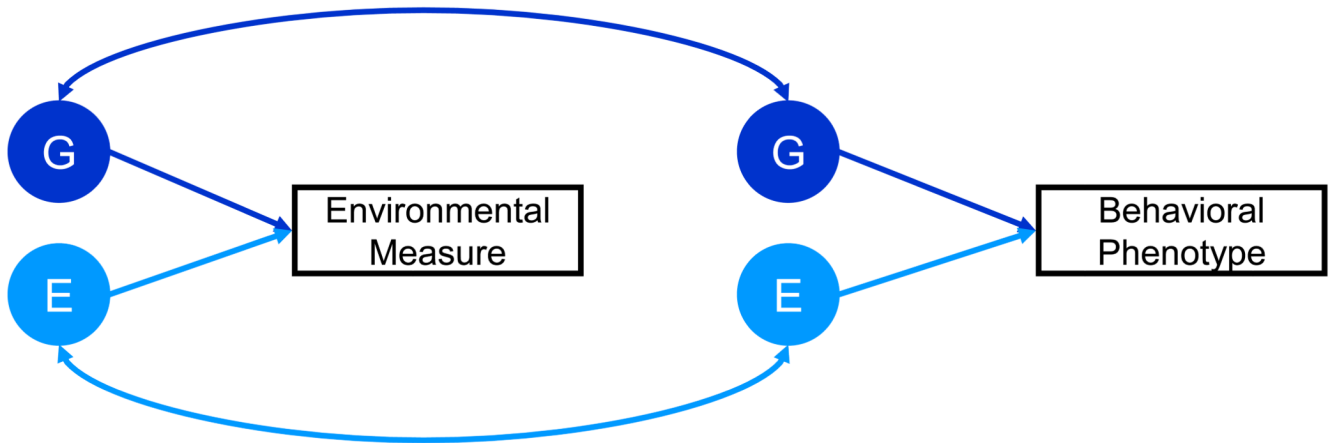 G
G
Environmental
Measure
Behavioral
Phenotype
E
E